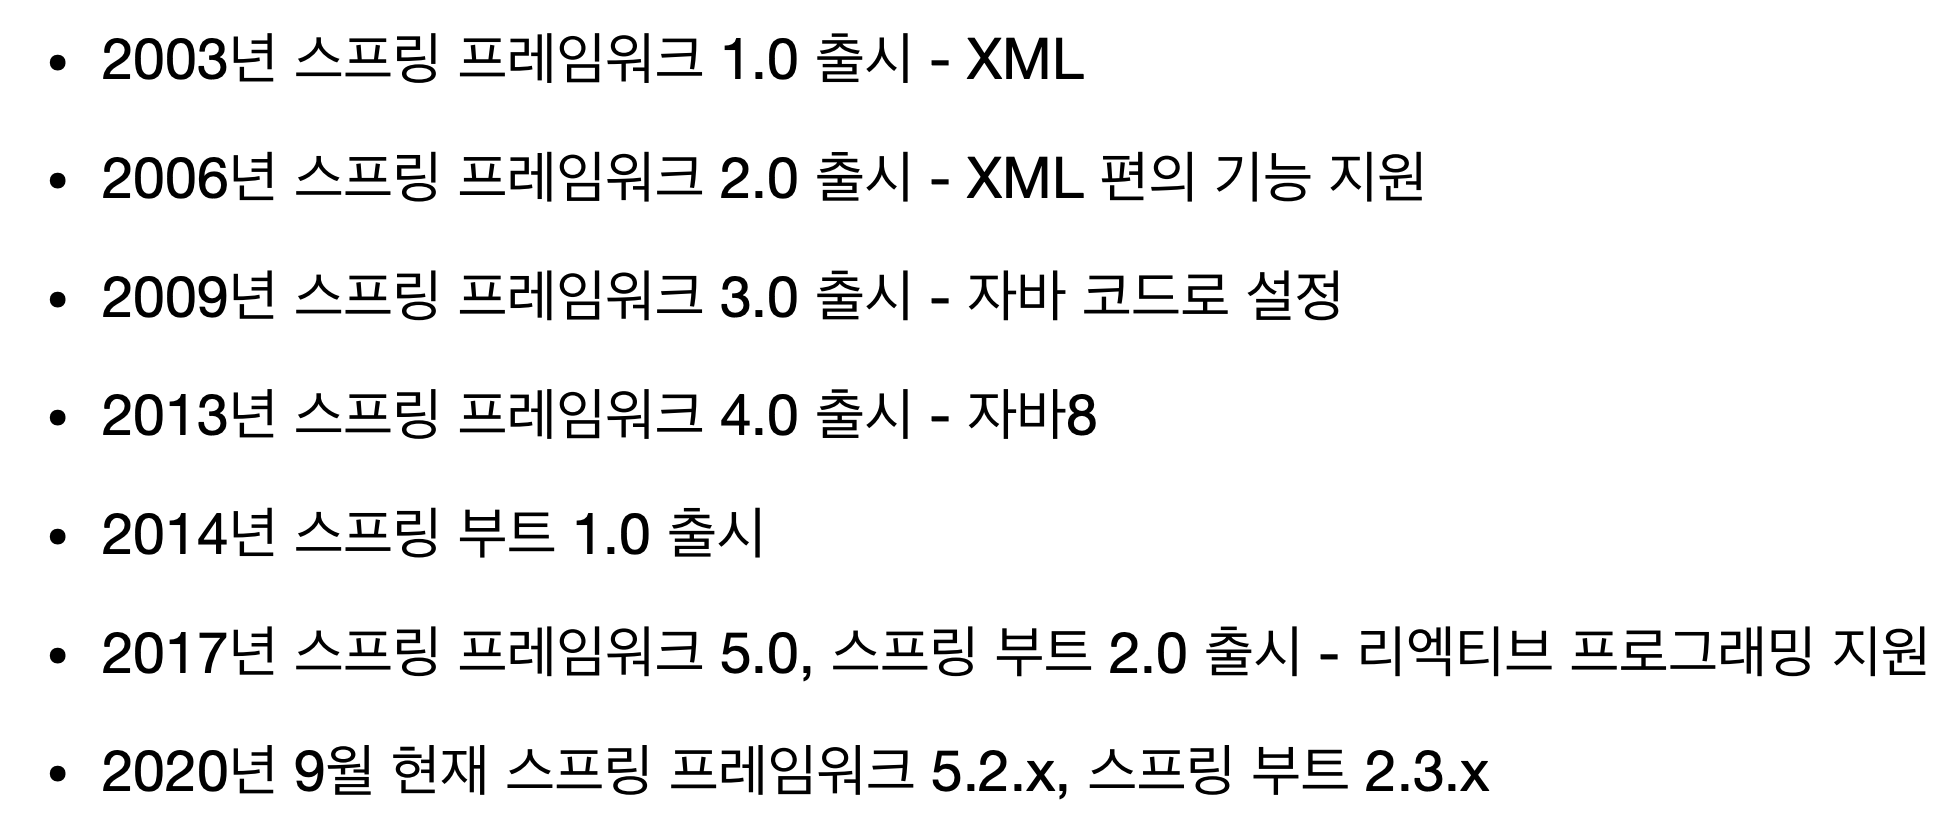 • 2003년 스프링 프레임워크 1.0 출시 - XML
• 2006년 스프링 프레임워크 2.0 출시 - XML 편의 기능 지원
• 2009년 스프링 프레임워크 3.0 출시 - 자바 코드로 설정
• 2013년 스프링 프레임워크 4.0 출시 - 자바8
• 2014년 스프링 부트 1.0 출시
• 2017년 스프링 프레임워크 5.0, 스프링 부트 2.0 출시 - 리엑티브 프로그래밍 지원
• 2020년 9월 현재 스프링 프레임워크 5.2.x, 스프링 부트 2.3.x